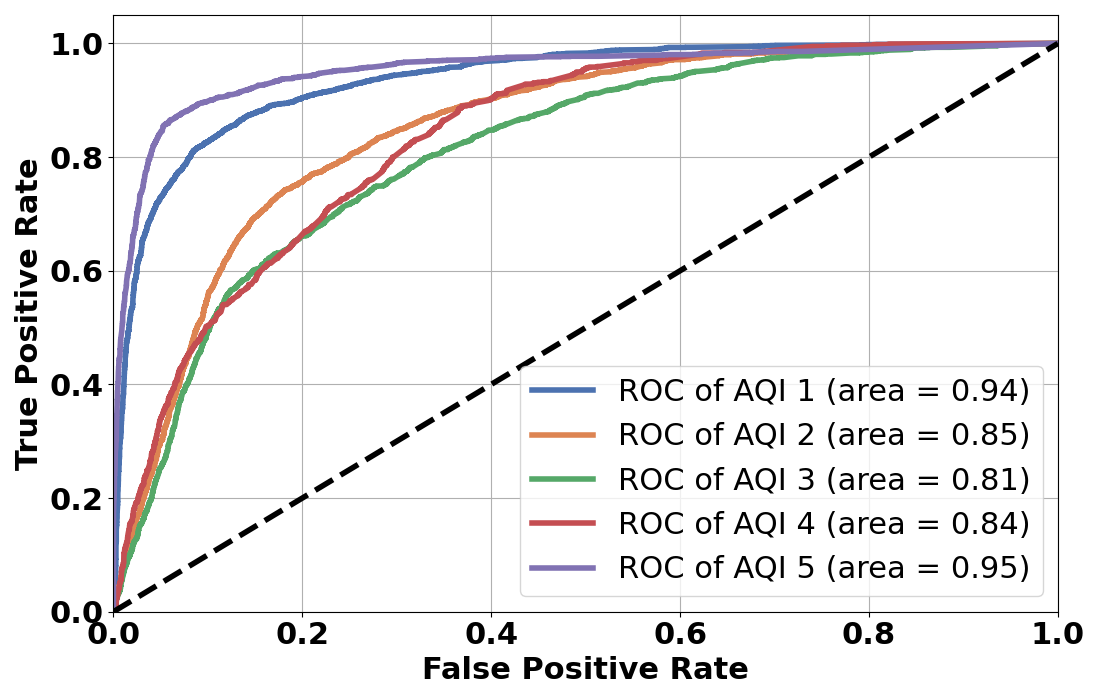 1.0
0.8
0.6
0.4
0.2
0.0
True Positive Rate
ROC of AQI 1 (area = 0.94)
ROC of AQI 2 (area = 0.85)
ROC of AQI 3 (area = 0.81)
ROC of AQI 4 (area = 0.84)
ROC of AQI 5 (area = 0.95)
0.0 0.2 0.4 0.6 0.8 1.0
False Positive Rate